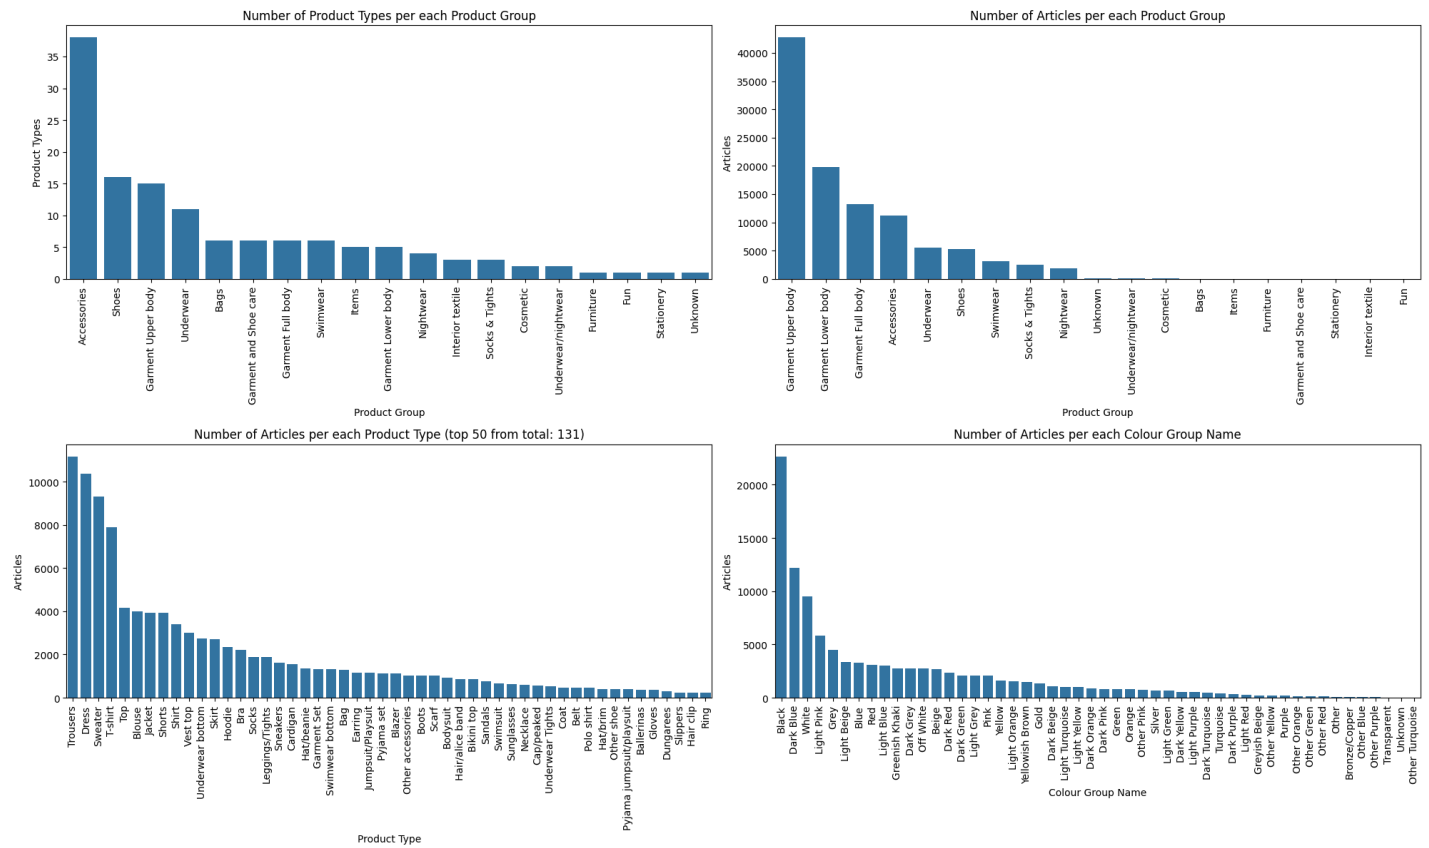 Number of Product Types per each Product Group
Product Types
35
30
25
20
15
10
5
0
Accessories
Shoes
Garment Upper body
Underwear
Bags
Garment and Shoe care
Garment Full body
Swimwear
Items
Garment Lower body
Nightwear
Interior textile
Socks & Tights
Cosmetic
Underwear/nightwear
Furniture
Fun
Stationery
Unknown
Product Group
Number of Articles per each Product Group
Articles
40000
35000
30000
25000
20000
15000
10000
5000
0
Garment Upper body
Garment Lower body
Garment Full body
Accessories
Underwear
Shoes
Swimwear
Socks & Tights
Nightwear
Unknown
Underwear/nightwear
Cosmetic
Bags
Items
Furniture
Garment and Shoe care
Stationery
Interior textile
Fun
Product Group
Number of Articles per each Product Type (top 50 from total: 131)
Articles
10000
8000
6000
4000
2000
0
Trousers
Dress
Sweater
T-shirt
Top
Blouse
Jacket
Shorts
Shirt
Vest top
Underwear bottom
Skirt
Hoodie
Bra
Socks
Leggings/Tights
Sneakers
Cardigan
Hat/beanie
Garment Set
Swimwear bottom
Bag
Earring
Jumpsuit/Playsuit
Pyjama set
Blazer
Other accessories
Boots
Scarf
Bodysuit
Hair/alice band
Bikini top
Sandals
Swimsuit
Sunglasses
Necklace
Cap/peaked
Underwear Tights
Coat
Belt
Polo shirt
Hat/brim
Other shoe
Pyjama jumpsuit/playsuit
Ballerinas
Gloves
Dungarees
Slippers
Hair clip
Ring
Product Type
Number of Articles per each Colour Group Name
Articles
20000
15000
10000
5000
0
Black
Dark Blue
White
Light Pink
Grey
Light Beige
Blue
Red
Light Blue
Greenish Khaki
Dark Grey
Off White
Beige
Dark Red
Dark Green
Light Grey
Pink
Yellow
Light Orange
Yellowish Brown
Gold
Dark Beige
Light Turquoise
Light Yellow
Dark Orange
Dark Pink
Green
Orange
Other Pink
Silver
Light Green
Dark Yellow
Light Purple
Dark Turquoise
Turquoise
Dark Purple
Light Red
Greyish Beige
Other Yellow
Purple
Other Orange
Other Green
Other Red
Other
Bronze/Copper
Other Blue
Other Purple
Transparent
Unknown
Other Turquoise
Colour Group Name